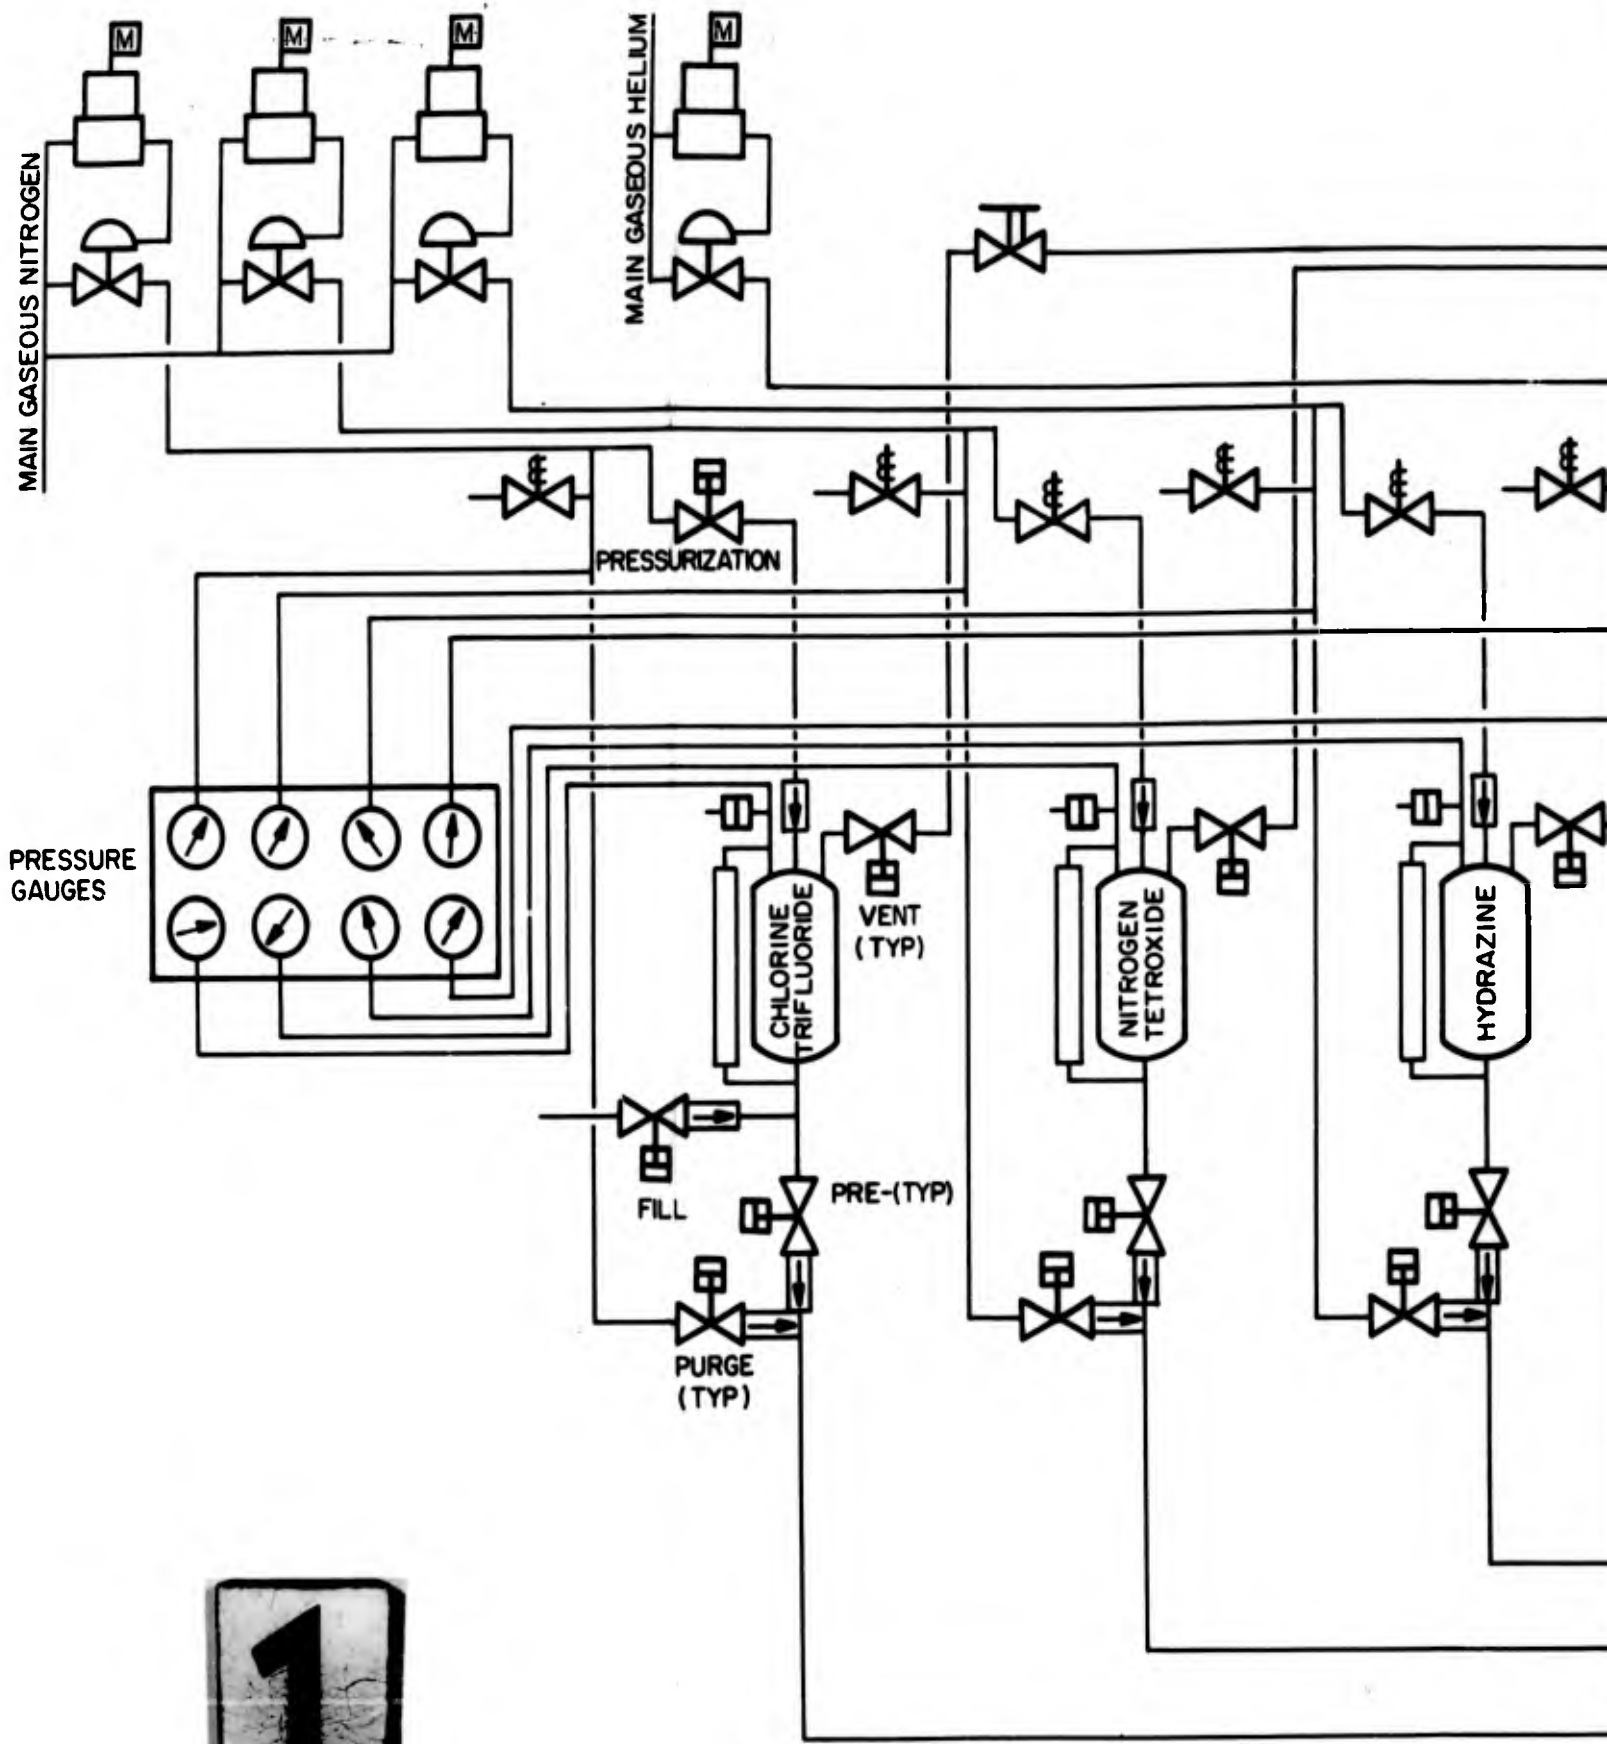 M
M
M
M
MAIN GASEOUS NITROGEN
MAIN GASEOUS HELIUM
PRESSURIZATION
PRESSURE
GAUGES
CHLORINE
TRIFLUORIDE
VENT
(TYP)
NITROGEN
TETROXIDE
HYDRAZINE
FILL
PRE-(TYP)
PURGE
(TYP)
1